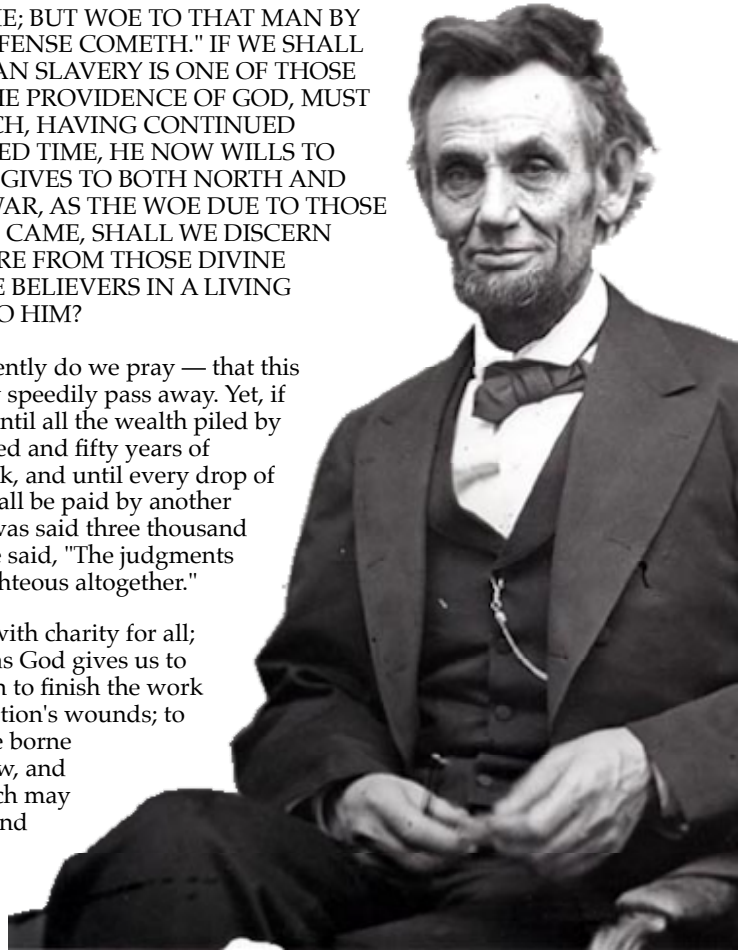 IE; BUT WOE TO THAT MAN BY
FENSE COMETH." IF WE SHALL
AN SLAVERY IS ONE OF THOSE
HE PROVIDENCE OF GOD, MUST
CH, HAVING CONTINUED
ED TIME, HE NOW WILLS TO
GIVES TO BOTH NORTH AND
WAR, AS THE WOE DUE TO THOSE
CAME, SHALL WE DISCERN
RE FROM THOSE DIVINE
E BELIEVERS IN A LIVING
O HIM?
ently do we pray — that this
speedily pass away. Yet, if
ntil all the wealth piled by
ed and fifty years of
k, and until every drop of
all be paid by another
was said three thousand
e said, "The judgments
hteous altogether."
with charity for all;
as God gives us to
n to finish the work
tion's wounds; to
e borne
w, and
ch may
nd